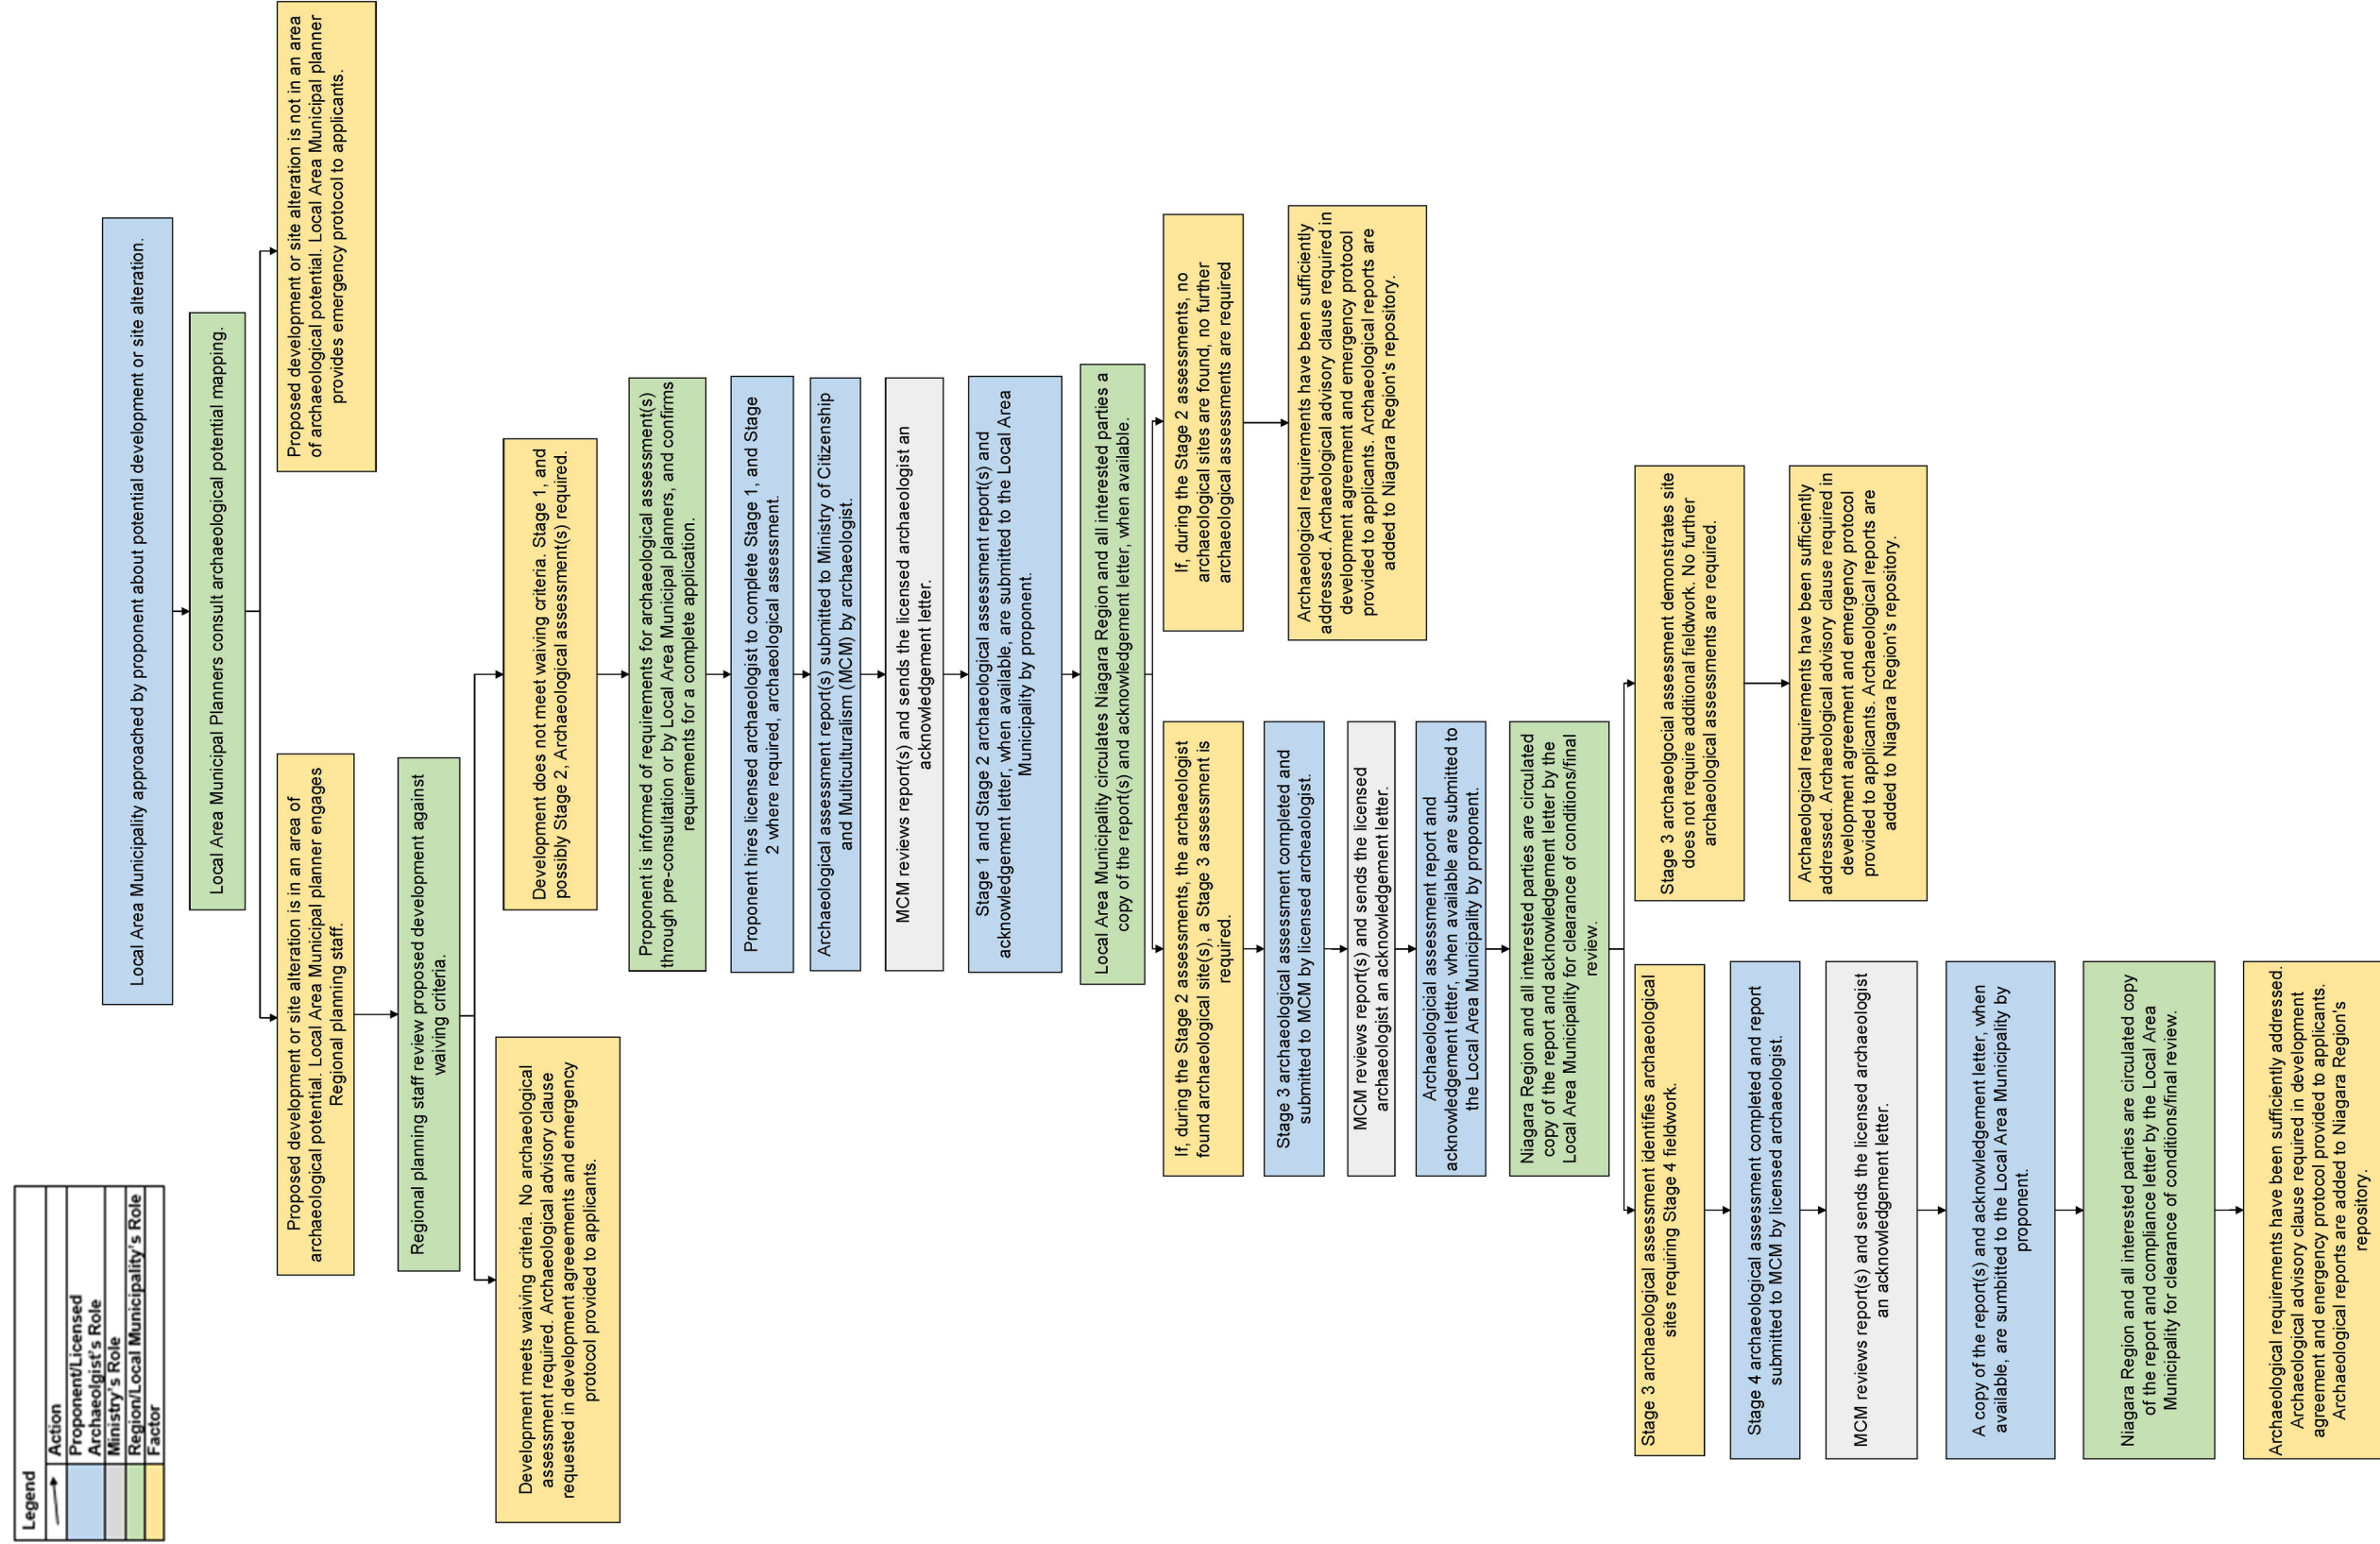 Legend
Action
Proponent/Licensed
Archaeolgist's Role
Ministry's Role
Region/Local Municipality's Role
Factor
Local Area Municipality approached by proponent about potential development or site alteration.
Local Area Municipal Planners consult archaeological potential mapping.
Proposed development or site alteration is in an area of
archaeological potential. Local Area Municipal planner engages
Regional planning staff.
Proposed development or site alteration is not in an area
of archaeological potential. Local Area Municipal planner
provides emergency protocol to applicants.
Regional planning staff review proposed development against
waiving criteria.
Development meets waiving criteria. No archaeological
assessment required. Archaeological advisory clause
requested in development agreeements and emergency
protocol provided to applicants.
Development does not meet waiving criteria. Stage 1, and
possibly Stage 2, Archaeological assessment(s) required.
Proponent is informed of requirements for archaeological assessment(s)
through pre-consultation or by Local Area Municipal planners, and confirms
requirements for a complete application.
Proponent hires licensed archaeologist to complete Stage 1, and Stage
2 where required, archaeological assessment.
Archaeological assessment report(s) submitted to Ministry of Citizenship
and Multiculturalism (MCM) by archaeologist.
MCM reviews report(s) and sends the licensed archaeologist an
acknowledgement letter.
Stage 1 and Stage 2 archaeological assessment report(s) and
acknowledgement letter, when available, are submitted to the Local Area
Municipality by proponent.
Local Area Municipality circulates Niagara Region and all interested parties a
copy of the report(s) and acknowledgement letter, when available.
If, during the Stage 2 assessments, the archaeologist
found archaeological site(s), a Stage 3 assessment is
required.
If, during the Stage 2 assessments, no
archaeological sites are found, no further
archaeological assessments are required
Archaeological requirements have been sufficiently
addressed. Archaeological advisory clause required in
development agreement and emergency protocol
provided to applicants. Archaeological reports are
added to Niagara Region's repository.
Stage 3 archaeological assessment completed and
submitted to MCM by licensed archaeologist.
MCM reviews report(s) and sends the licensed
archaeologist an acknowledgement letter.
Archaeologicial assessment report and
acknowledgement letter, when available are submitted to
the Local Area Municipality by proponent.
Niagara Region and all interested parties are circulated
copy of the report and acknowledgement letter by the
Local Area Municipality for clearance of conditions/final
review.
Stage 3 archaeological assessment identifies archaeological
sites requiring Stage 4 fieldwork.
Stage 3 archaeolgocial assessment demonstrates site
does not require additional fieldwork. No further
archaeological assessments are required.
Archaeological requirements have been sufficiently
addressed. Archaeological advisory clause required in
development agreement and emergency protocol
provided to applicants. Archaeological reports are
added to Niagara Region's repository.
Stage 4 archaeological assessment completed and report
submitted to MCM by licensed archaeologist.
MCM reviews report(s) and sends the licensed archaeologist
an acknowledgement letter.
A copy of the report(s) and acknowledgement letter, when
available, are sumbitted to the Local Area Municipality by
proponent.
Niagara Region and all interested parties are circulated copy
of the report and compliance letter by the Local Area
Municipality for clearance of conditions/final review.
Archaeological requirements have been sufficiently addressed.
Archaeological advisory clause required in development
agreement and emergency protocol provided to applicants.
Archaeological reports are added to Niagara Region's
repository.